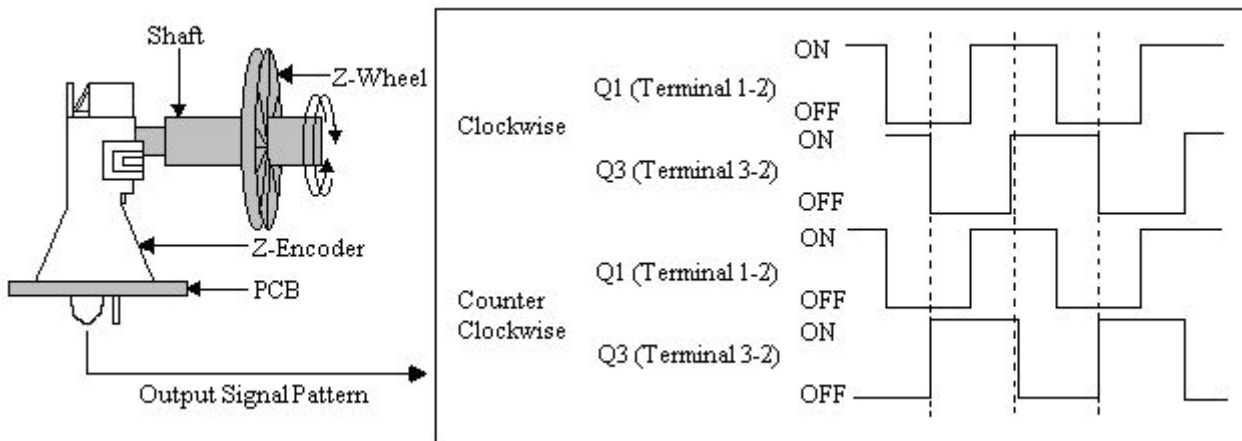 Shaft
Z-Wheel
Z-Encoder
PCB
Output Signal Pattern
Clockwise
Q1 (Terminal 1-2)
ON
OFF
Q3 (Terminal 3-2)
ON
OFF
Counter
Clockwise
Q1 (Terminal 1-2)
ON
OFF
Q3 (Terminal 3-2)
ON
OFF